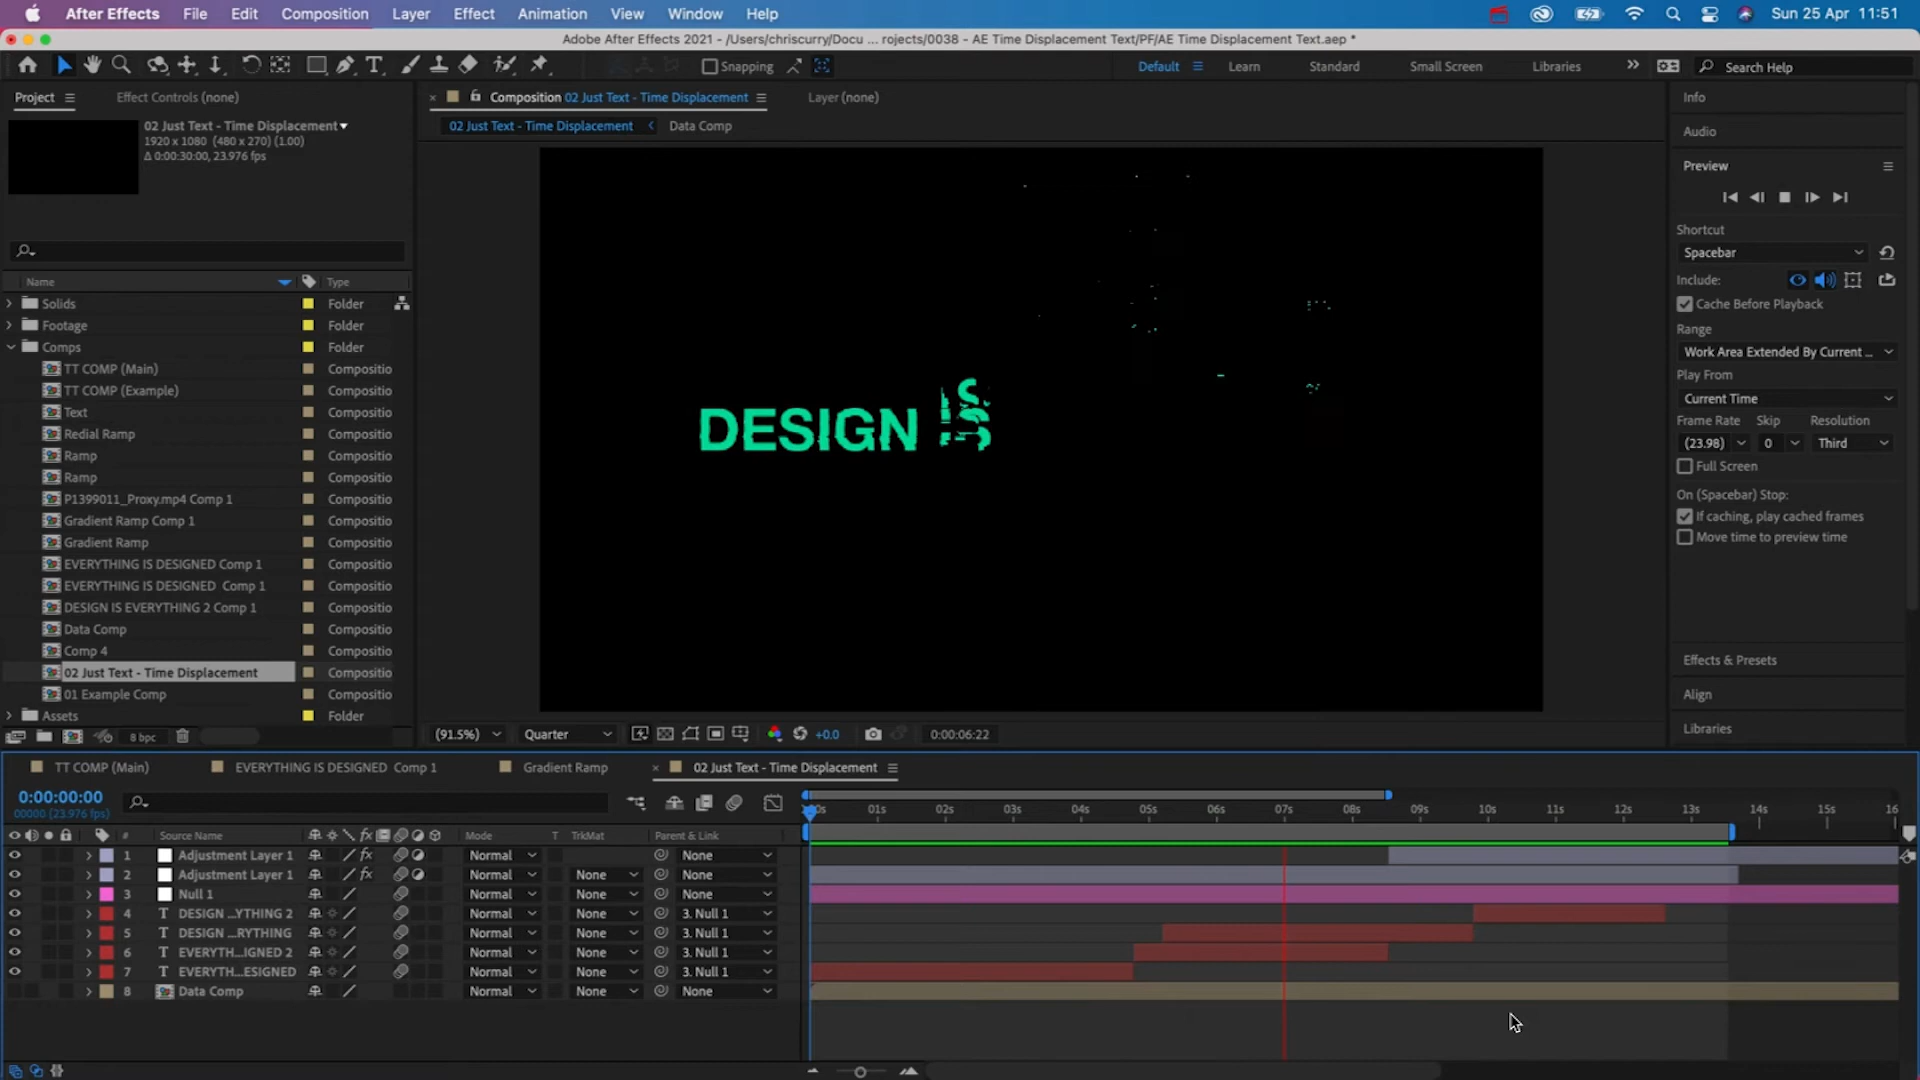 After Effects File Edit Composition Layer Effect Animation View Window Help Sun 25 Apr 11:51
Adobe After Effects 2021 - /Users/chriscurry/Docu ... rojects/0038 - AE Time Displacement Text/PF/AE Time Displacement Text.aep *
Snapping Default Learn Standard Small Screen Libraries Search Help
Project Effect Controls (none)
02 Just Text - Time Displacement
1920 x 1080 (480 x 270) (1.00)
Δ 0:00:30:00, 23.976 fps
Name Type
Solids Folder
Footage Folder
Comps Folder
TT COMP (Main) Compositio
TT COMP (Example) Compositio
Text Compositio
Redial Ramp Compositio
Ramp Compositio
Ramp Compositio
P1399011_Proxy.mp4 Comp 1 Compositio
Gradient Ramp Comp 1 Compositio
Gradient Ramp Compositio
EVERYTHING IS DESIGNED Comp 1 Compositio
EVERYTHING IS DESIGNED Comp 1 Compositio
DESIGN IS EVERYTHING 2 Comp 1 Compositio
Data Comp Compositio
Comp 4 Compositio
02 Just Text - Time Displacement Compositio
01 Example Comp Compositio
Assets Folder
8 bpc
Composition 02 Just Text - Time Displacement Layer (none)
02 Just Text - Time Displacement Data Comp
DESIGN IS
(91.5%) Quarter +0.0 0:00:06:22
Info
Audio
Preview
Shortcut
Spacebar
Include:
Cache Before Playback
Range
Work Area Extended By Current ...
Play From
Current Time
Frame Rate Skip Resolution
(23.98) 0 Third
Full Screen
On (Spacebar) Stop:
If caching, play cached frames
Move time to preview time
Effects & Presets
Align
Libraries
TT COMP (Main) EVERYTHING IS DESIGNED Comp 1 Gradient Ramp 02 Just Text - Time Displacement
0:00:00:00
00000 (23.976 fps)
00s 01s 02s 03s 04s 05s 06s 07s 08s 09s 10s 11s 12s 13s 14s 15s 16
# Source Name Mode T TrkMat Parent & Link
1 Adjustment Layer 1 Normal None
2 Adjustment Layer 1 Normal None None
3 Null 1 Normal None None
4 T DESIGN ...YTHING 2 Normal None 3. Null 1
5 T DESIGN ...RYTHING Normal None 3. Null 1
6 T EVERYTH...IGNED 2 Normal None 3. Null 1
7 T EVERYTH...ESIGNED Normal None 3. Null 1
8 Data Comp Normal None None